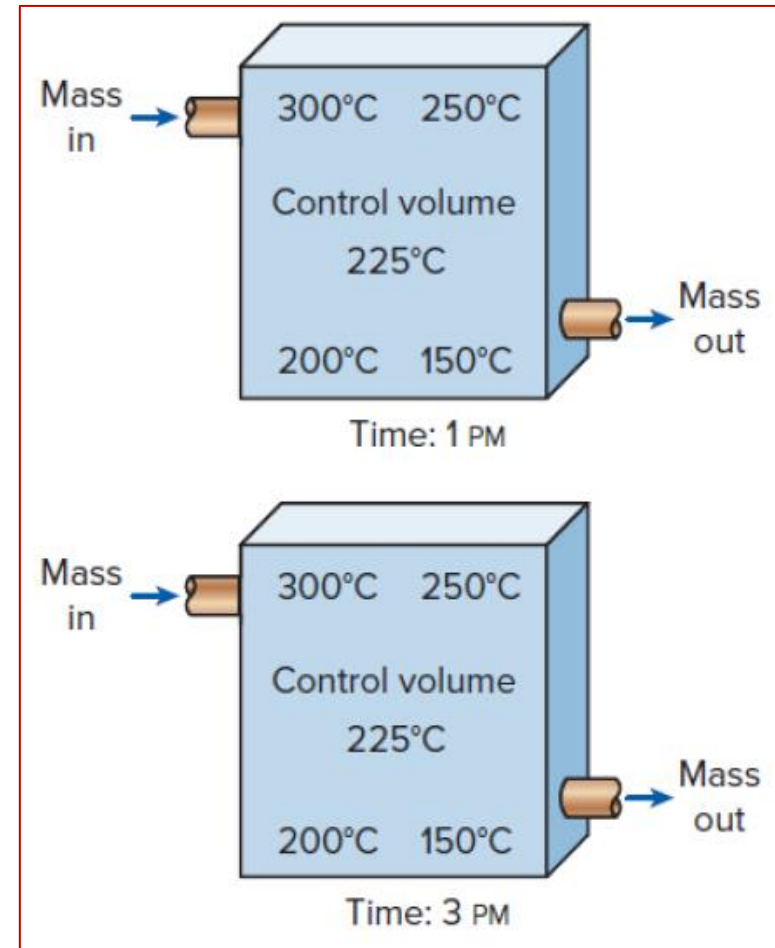 Mass
in
300°C 250°C
Control volume
225°C
200°C 150°C
Mass
out
Time: 1 PM
Mass
in
300°C 250°C
Control volume
225°C
200°C 150°C
Mass
out
Time: 3 PM